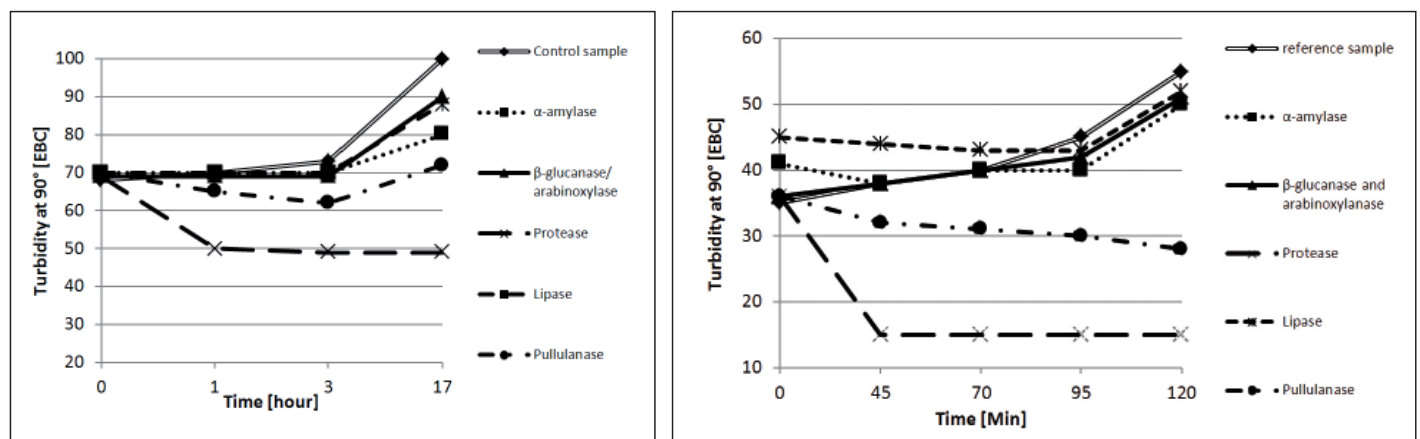 Turbidity at 90° [EBC]
100
90
80
70
60
50
40
30
20
0
1
3
17
Time [hour]
Control sample
α-amylase
β-glucanase/
arabinoxylase
Protease
Lipase
Pullulanase
Turbidity at 90° [EBC]
60
50
40
30
20
10
0
45
70
95
120
Time [Min]
reference sample
α-amylase
β-glucanase and
arabinoxylanase
Protease
Lipase
Pullulanase